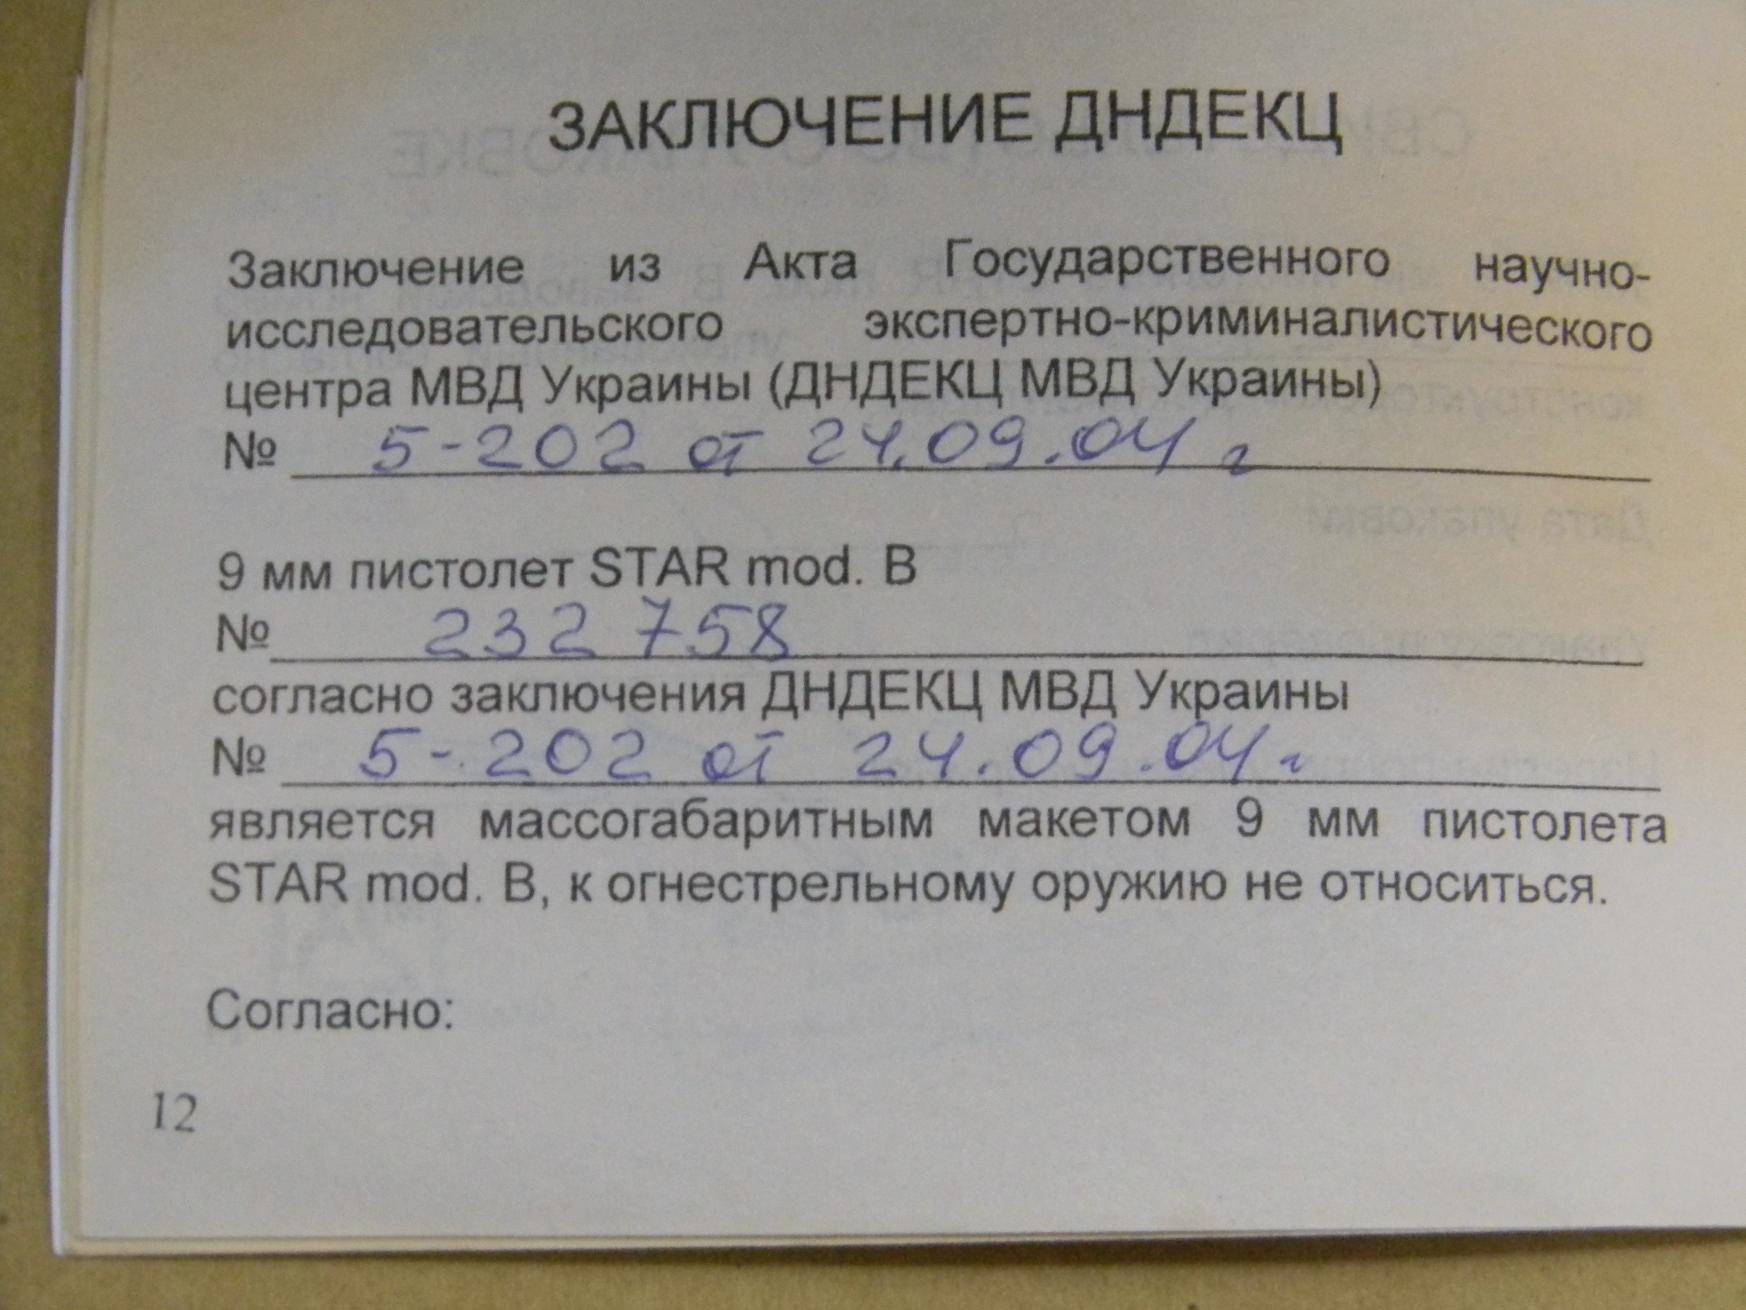 ЗАКЛЮЧЕНИЕ ДНДЕКЦ
Заключение из Акта Государственного научно-
исследовательского экспертно-криминалистического
центра МВД Украины (ДНДЕКЦ МВД Украины)
№ 5-202 от 24.09.04 г
9 мм пистолет STAR mod. B
№ 232758
согласно заключения ДНДЕКЦ МВД Украины
№ 5-202 от 24.09.04 г
является массогабаритным макетом 9 мм пистолета
STAR mod. B, к огнестрельному оружию не относиться.
Согласно:
12